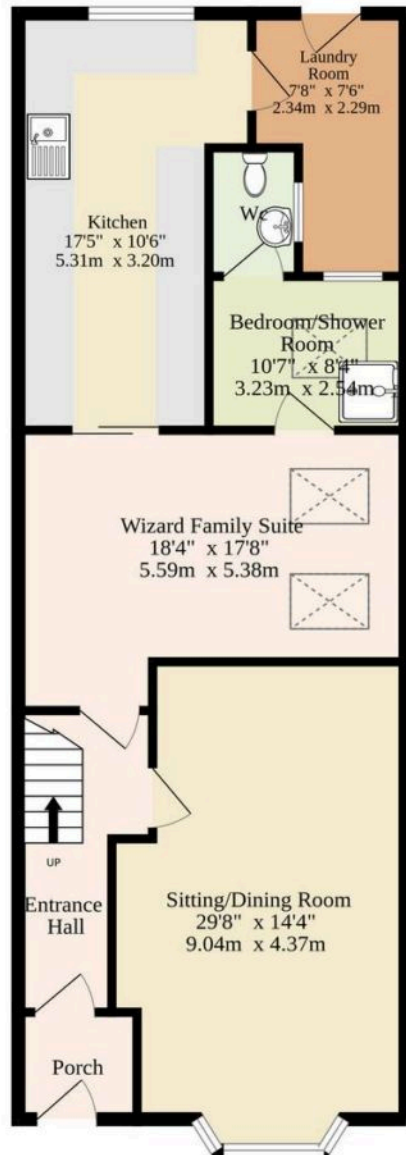 Laundry
Room
7'8" x 7'6"
2.34m x 2.29m
Wc
Kitchen
17'5" x 10'6"
5.31m x 3.20m
Bedroom/Shower
Room
10'7" x 8'4"
3.23m x 2.54m
Wizard Family Suite
18'4" x 17'8"
5.59m x 5.38m
UP
Entrance
Hall
Sitting/Dining Room
29'8" x 14'4"
9.04m x 4.37m
Porch